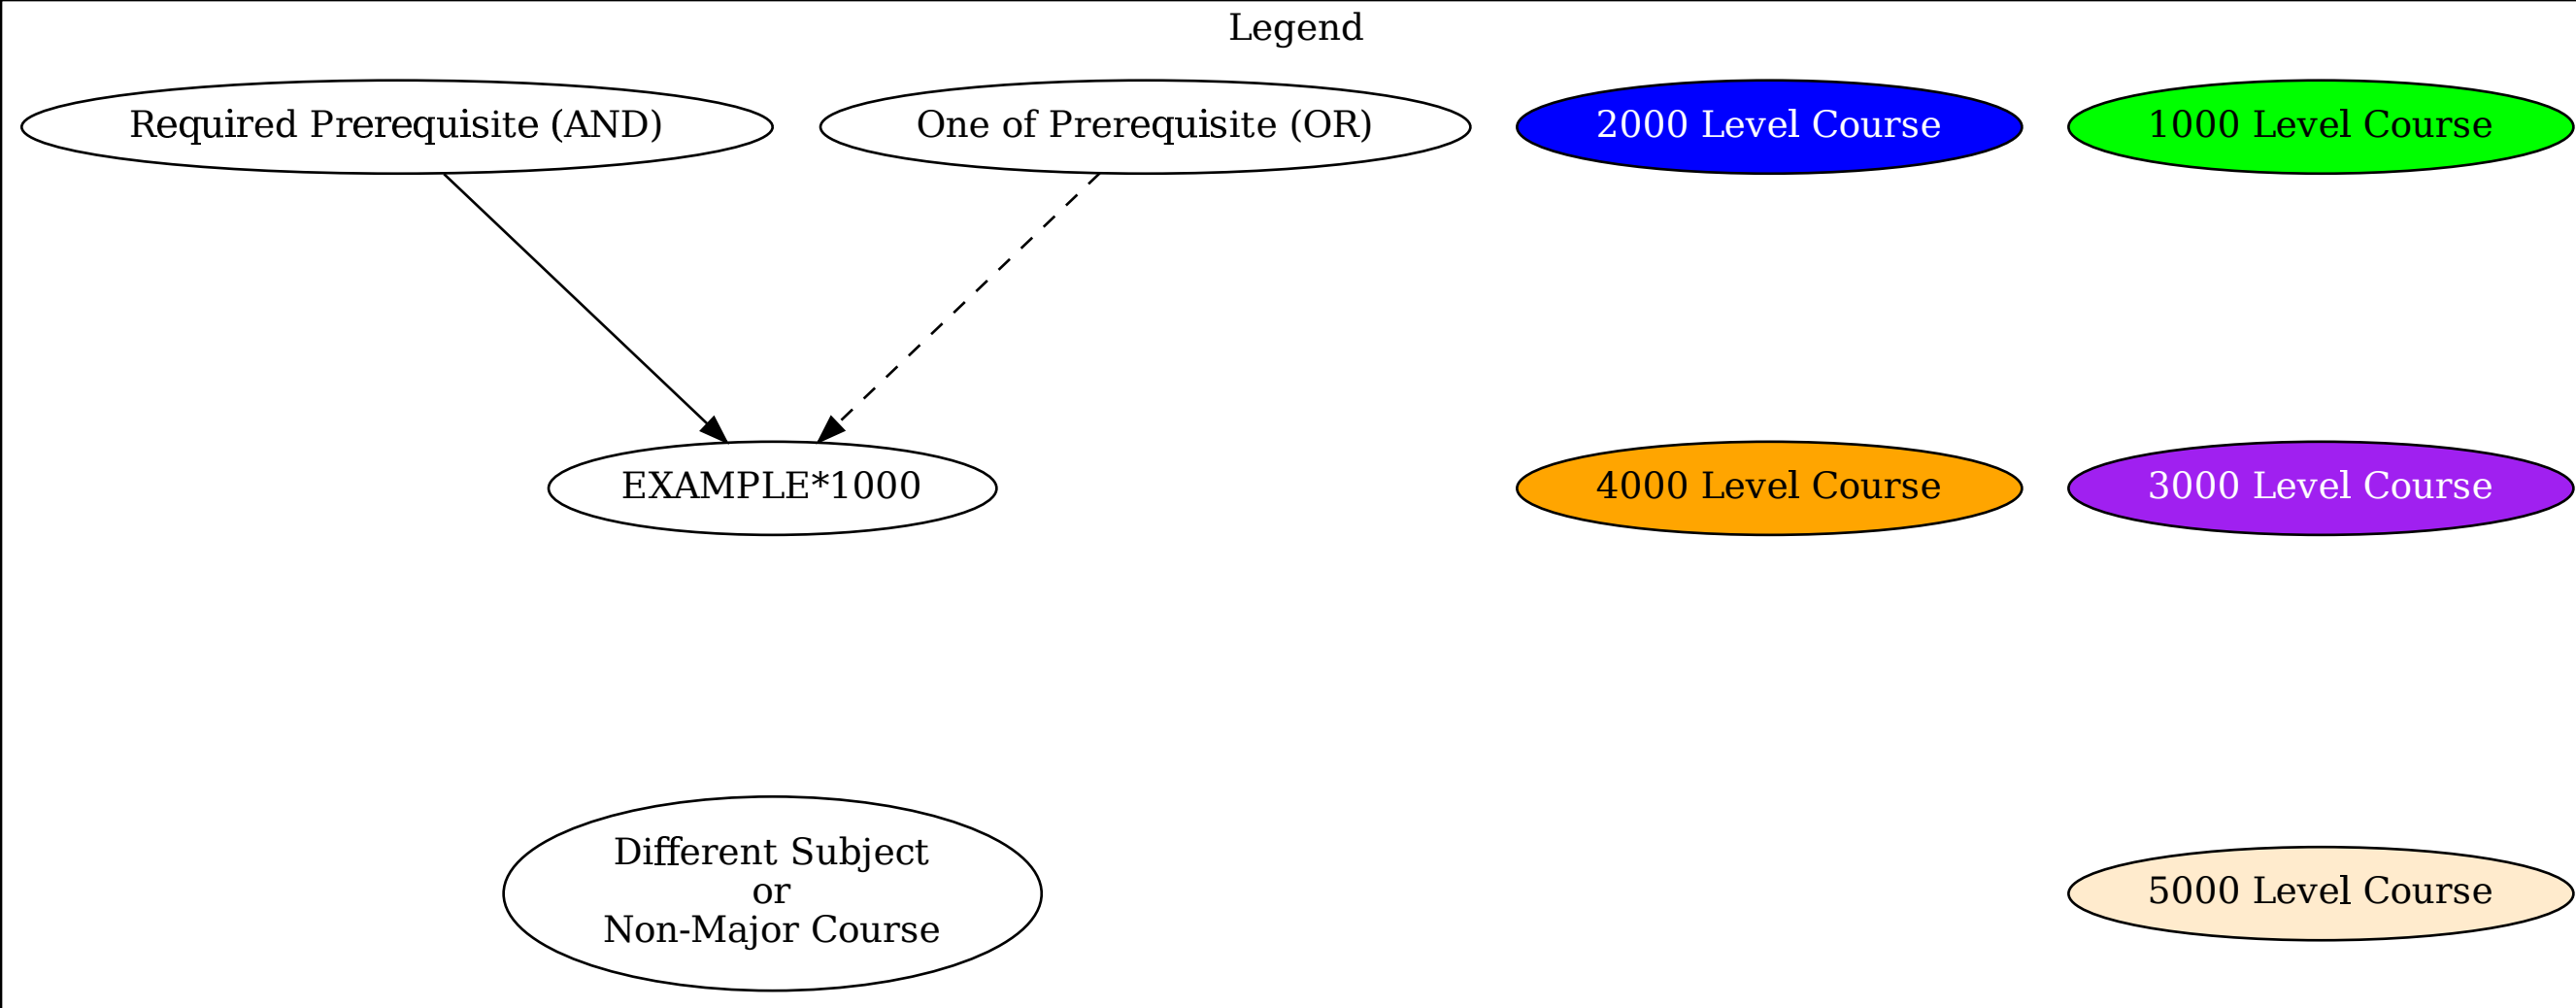 Legend
Required Prerequisite (AND)
One of Prerequisite (OR)
2000 Level Course
1000 Level Course
EXAMPLE*1000
4000 Level Course
3000 Level Course
Different Subject
or
Non-Major Course
5000 Level Course